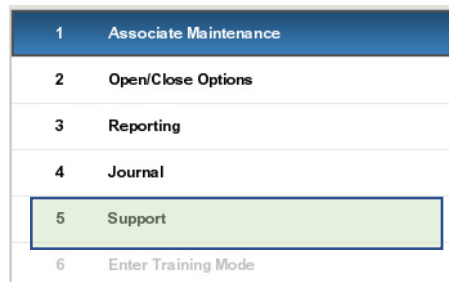 1 Associate Maintenance
2 Open/Close Options
3 Reporting
4 Journal
5 Support
6 Enter Training Mode